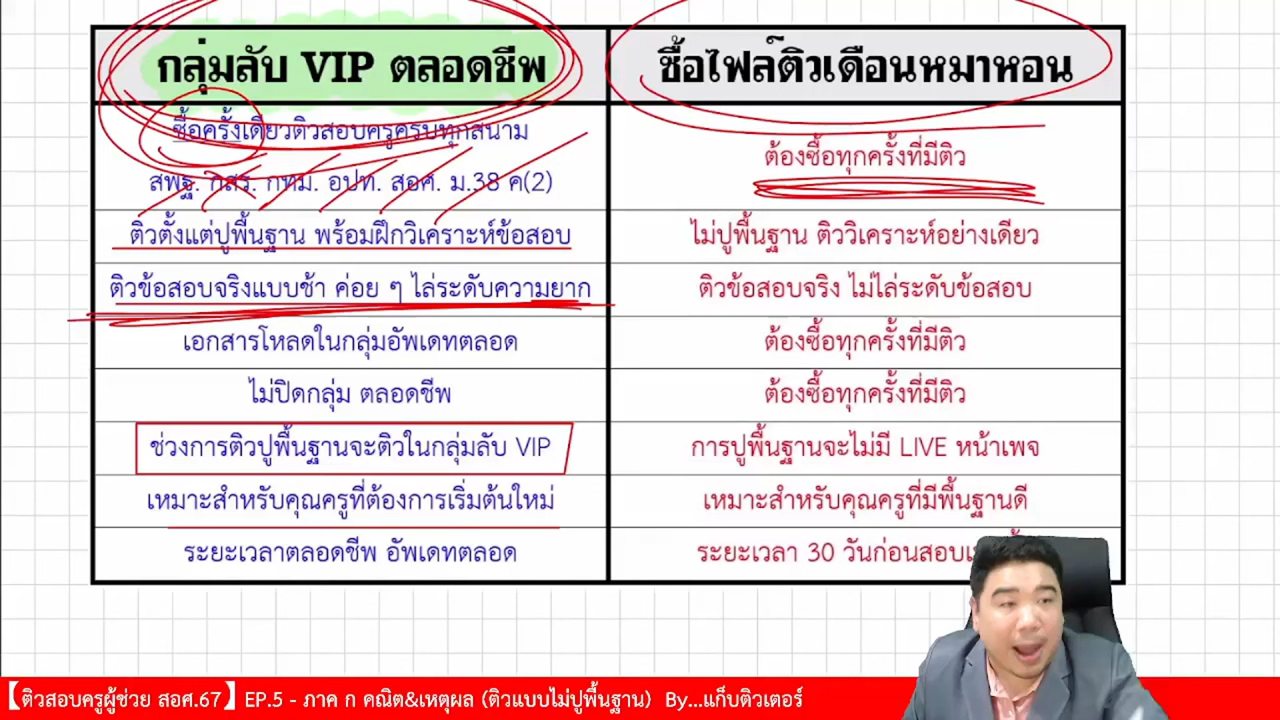 กลุ่มลับ VIP ตลอดชีพ
ซื้อไฟล์ติวเดือนหมาหอน
ซื้อครั้งเดียวติวสอบครูครบทุกสนาม
สพฐ. กสร. กทม. อปท. สอศ. ม.38 ค(2)
ต้องซื้อทุกครั้งที่มีติว
ติวตั้งแต่ปูพื้นฐาน พร้อมฝึกวิเคราะห์ข้อสอบ
ไม่ปูพื้นฐาน ติววิเคราะห์อย่างเดียว
ติวข้อสอบจริงแบบช้า ค่อย ๆ ไล่ระดับความยาก
ติวข้อสอบจริง ไม่ไล่ระดับข้อสอบ
เอกสารโหลดในกลุ่มอัพเดทตลอด
ต้องซื้อทุกครั้งที่มีติว
ไม่ปิดกลุ่ม ตลอดชีพ
ต้องซื้อทุกครั้งที่มีติว
ช่วงการติวปูพื้นฐานจะติวในกลุ่มลับ VIP
การปูพื้นฐานจะไม่มี LIVE หน้าเพจ
เหมาะสำหรับคุณครูที่ต้องการเริ่มต้นใหม่
เหมาะสำหรับคุณครูที่มีพื้นฐานดี
ระยะเวลาตลอดชีพ อัพเดทตลอด
ระยะเวลา 30 วันก่อนสอบ
【ติวสอบครูผู้ช่วย สอศ.67】 EP.5 - ภาค ก คณิต&เหตุผล (ติวแบบไม่ปูพื้นฐาน) By...แก็บติวเตอร์